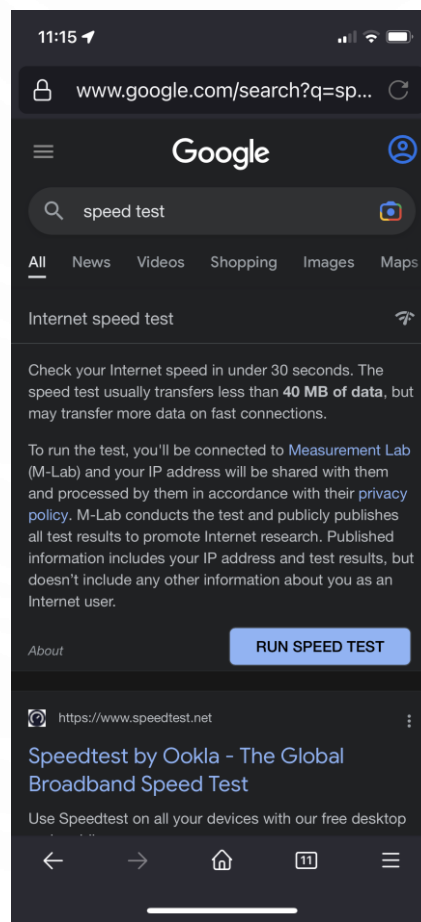 11:15
www.google.com/search?q=sp...
Google
speed test
All News Videos Shopping Images Maps
Internet speed test
Check your Internet speed in under 30 seconds. The
speed test usually transfers less than 40 MB of data, but
may transfer more data on fast connections.
To run the test, you'll be connected to Measurement Lab
(M-Lab) and your IP address will be shared with them
and processed by them in accordance with their privacy
policy. M-Lab conducts the test and publicly publishes
all test results to promote Internet research. Published
information includes your IP address and test results, but
doesn't include any other information about you as an
Internet user.
About
RUN SPEED TEST
https://www.speedtest.net
Speedtest by Ookla - The Global
Broadband Speed Test
Use Speedtest on all your devices with our free desktop
11